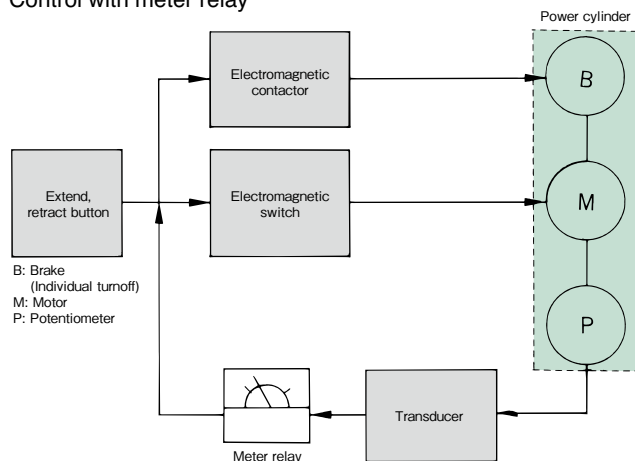 Control with meter relay
Power cylinder
Electromagnetic
contactor
B
Extend,
retract button
Electromagnetic
switch
M
B: Brake
(Individual turnoff)
M: Motor
P: Potentiometer
P
Transducer
Meter relay